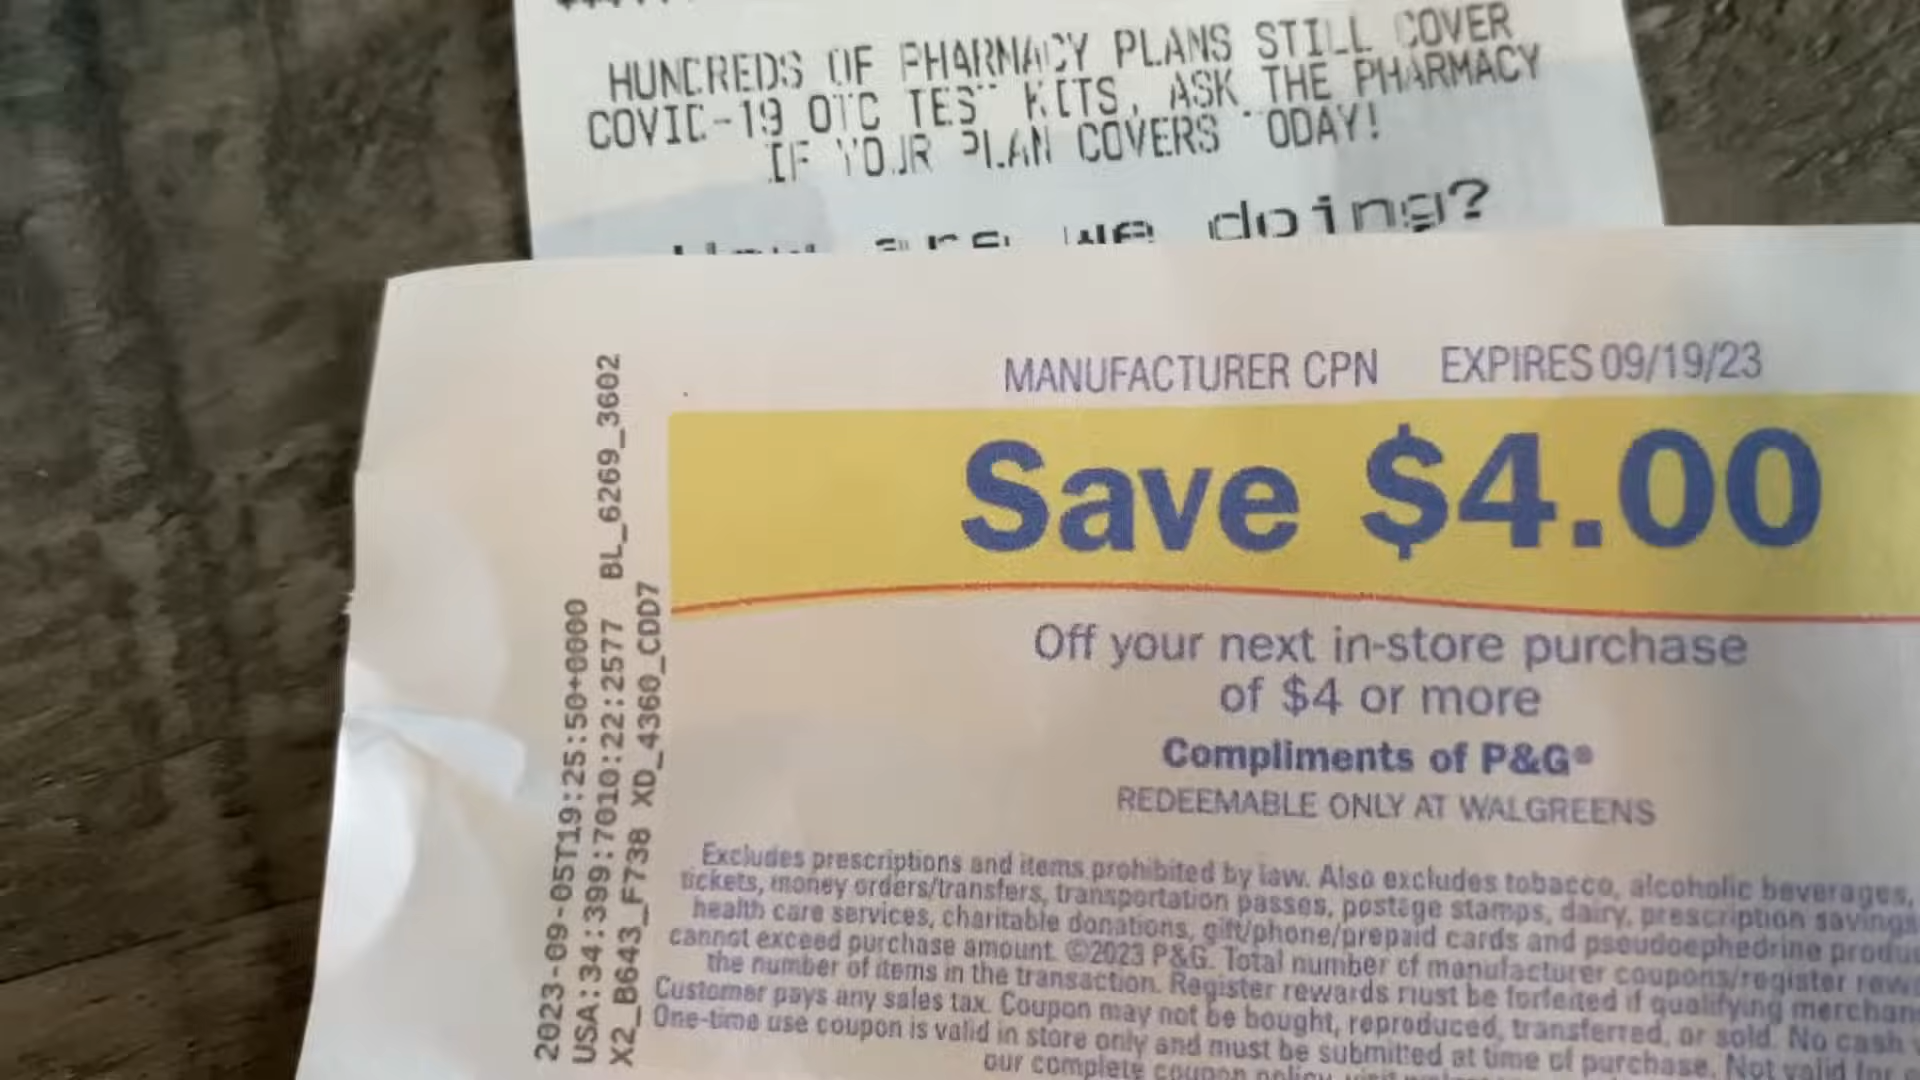 HUNDREDS OF PHARMACY PLANS STILL COVER
COVID-19 OTC TEST KITS, ASK THE PHARMACY
IF YOUR PLAN COVERS TODAY!
How are we doing?
MANUFACTURER CPN EXPIRES 09/19/23
Save $4.00
Off your next in-store purchase
of $4 or more
Compliments of P&G®
REDEEMABLE ONLY AT WALGREENS
Excludes prescriptions and items prohibited by law. Also excludes tobacco, alcoholic beverages,
tickets, money orders/transfers, transportation passes, postage stamps, dairy, prescription savings
health care services, charitable donations, gift/phone/prepaid cards and pseudoephedrine
cannot exceed purchase amount. ©2023 P&G. Total number of manufacturer coupons/register
the number of items in the transaction. Register rewards must be forfeited if qualifying
Customer pays any sales tax. Coupon may not be bought, reproduced, transferred, or sold. No cash
One-time use coupon is valid in store only and must be submitted at time of purchase. Not valid for
our complete coupon policy, visit
2023-09-05T19:25:50+0000
USA:34:399:7010:22:2577 BL_6269_3602
X2_B643_F738 XD_4360_CDD7